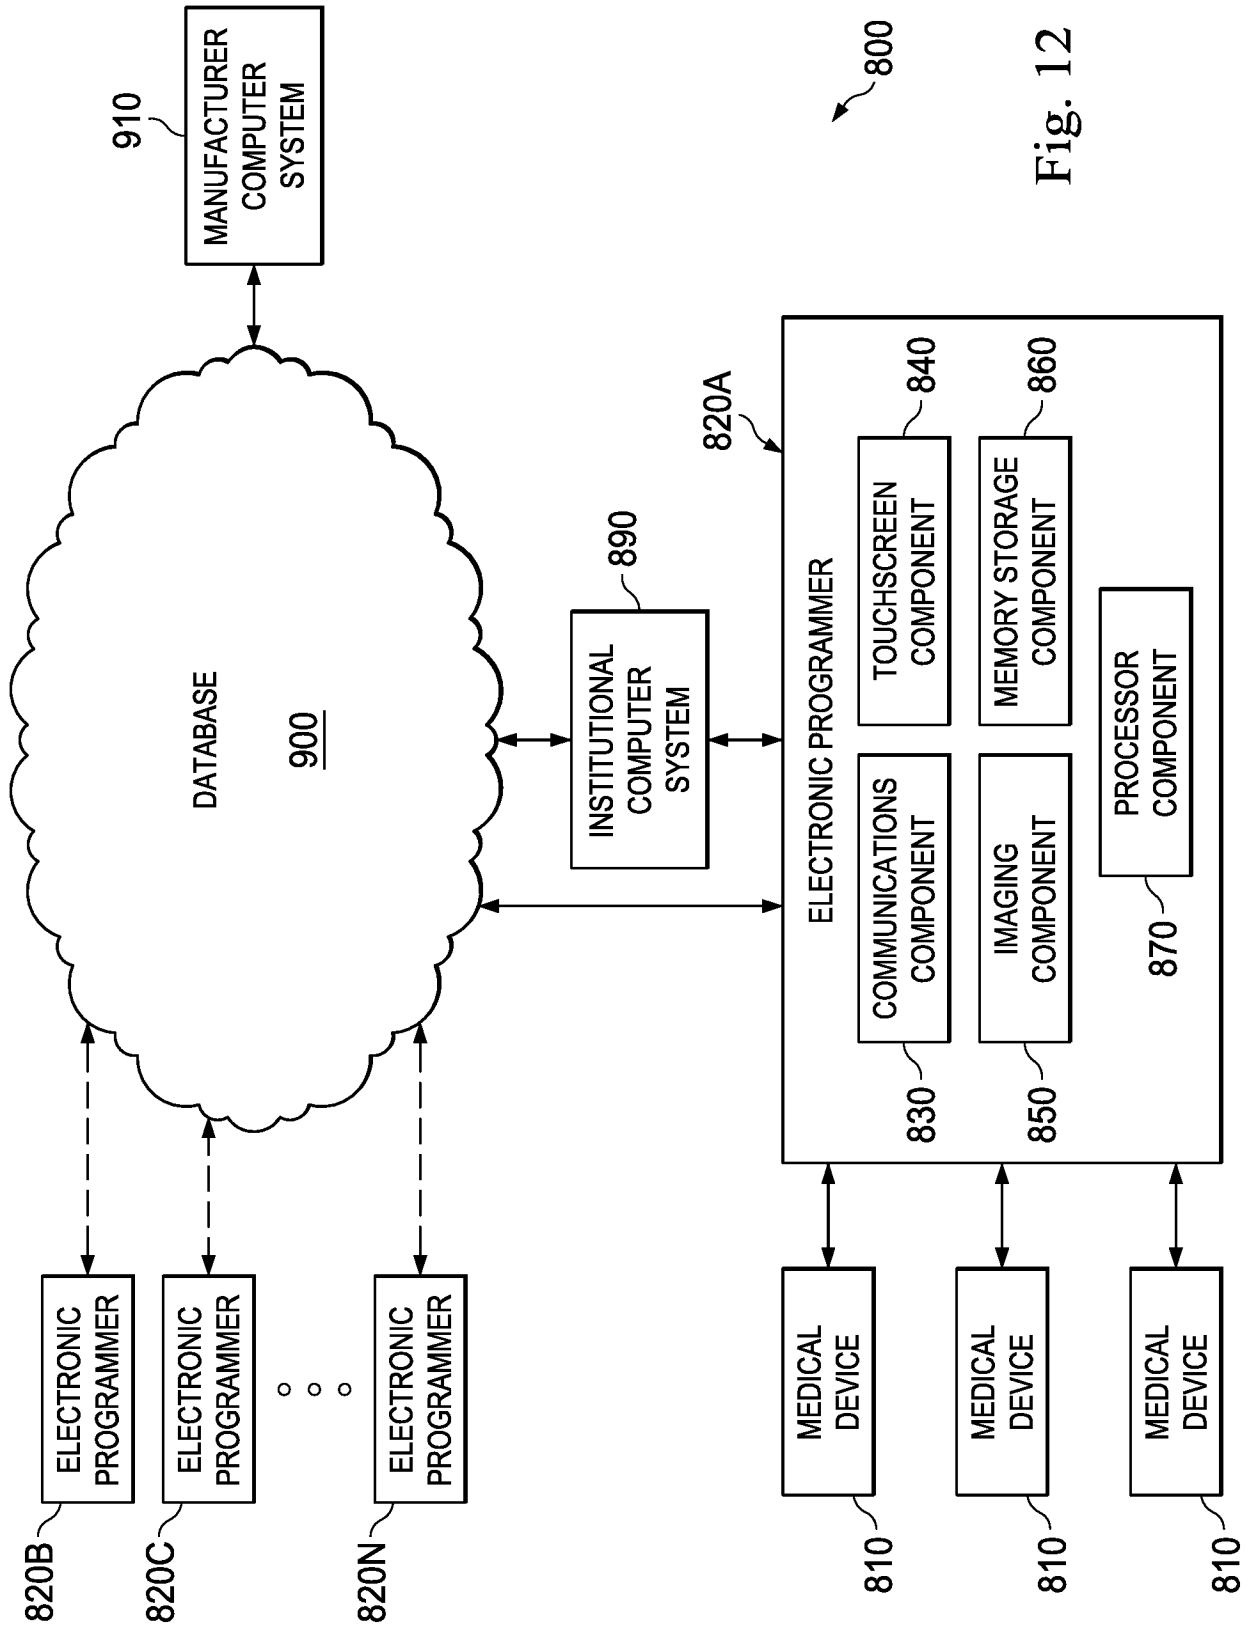 820B
ELECTRONIC
PROGRAMMER
820C
ELECTRONIC
PROGRAMMER
820N
ELECTRONIC
PROGRAMMER
DATABASE
900
910
MANUFACTURER
COMPUTER
SYSTEM
INSTITUTIONAL
COMPUTER
SYSTEM
890
820A
ELECTRONIC PROGRAMMER
COMMUNICATIONS
COMPONENT
830
TOUCHSCREEN
COMPONENT
840
IMAGING
COMPONENT
850
MEMORY STORAGE
COMPONENT
860
PROCESSOR
COMPONENT
870
MEDICAL
DEVICE
810
MEDICAL
DEVICE
810
MEDICAL
DEVICE
810
800
Fig. 12